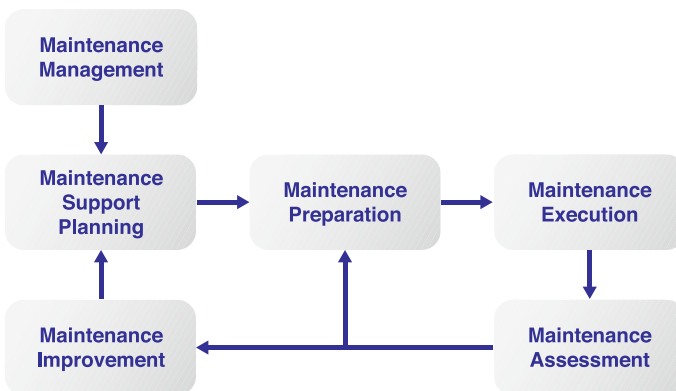 Maintenance
Management
Maintenance
Support
Planning
Maintenance
Preparation
Maintenance
Execution
Maintenance
Improvement
Maintenance
Assessment